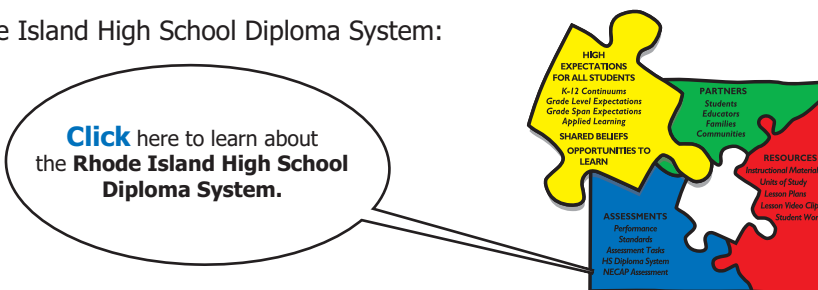 e Island High School Diploma System:
Click here to learn about
the Rhode Island High School
Diploma System.
HIGH
EXPECTATIONS
FOR ALL STUDENTS
K-12 Continuums
Grade Level Expectations
Grade Span Expectations
Applied Learning
SHARED BELIEFS
OPPORTUNITIES TO
LEARN
PARTNERS
Students
Educators
Families
Communities
RESOURCES
Instructional Material
Units of Study
Lesson Plans
Lesson Video Clip
Student Wor
ASSESSMENTS
Performance
Standards
Assessment Tasks
HS Diploma System
NECAP Assessment